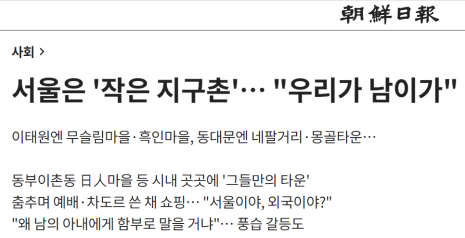 朝鮮日報
사회 >
서울은 '작은 지구촌'… "우리가 남이가"
이태원엔 무슬림마을·흑인마을, 동대문엔 네팔거리·몽골타운…
동부이촌동 日人마을 등 시내 곳곳에 '그들만의 타운'
춤추며 예배·차도르 쓴 채 쇼핑… "서울이야, 외국이야?"
"왜 남의 아내에게 함부로 말을 거냐"… 풍습 갈등도